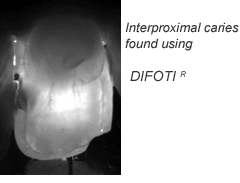 Interproximal caries
found using
DIFOTI R